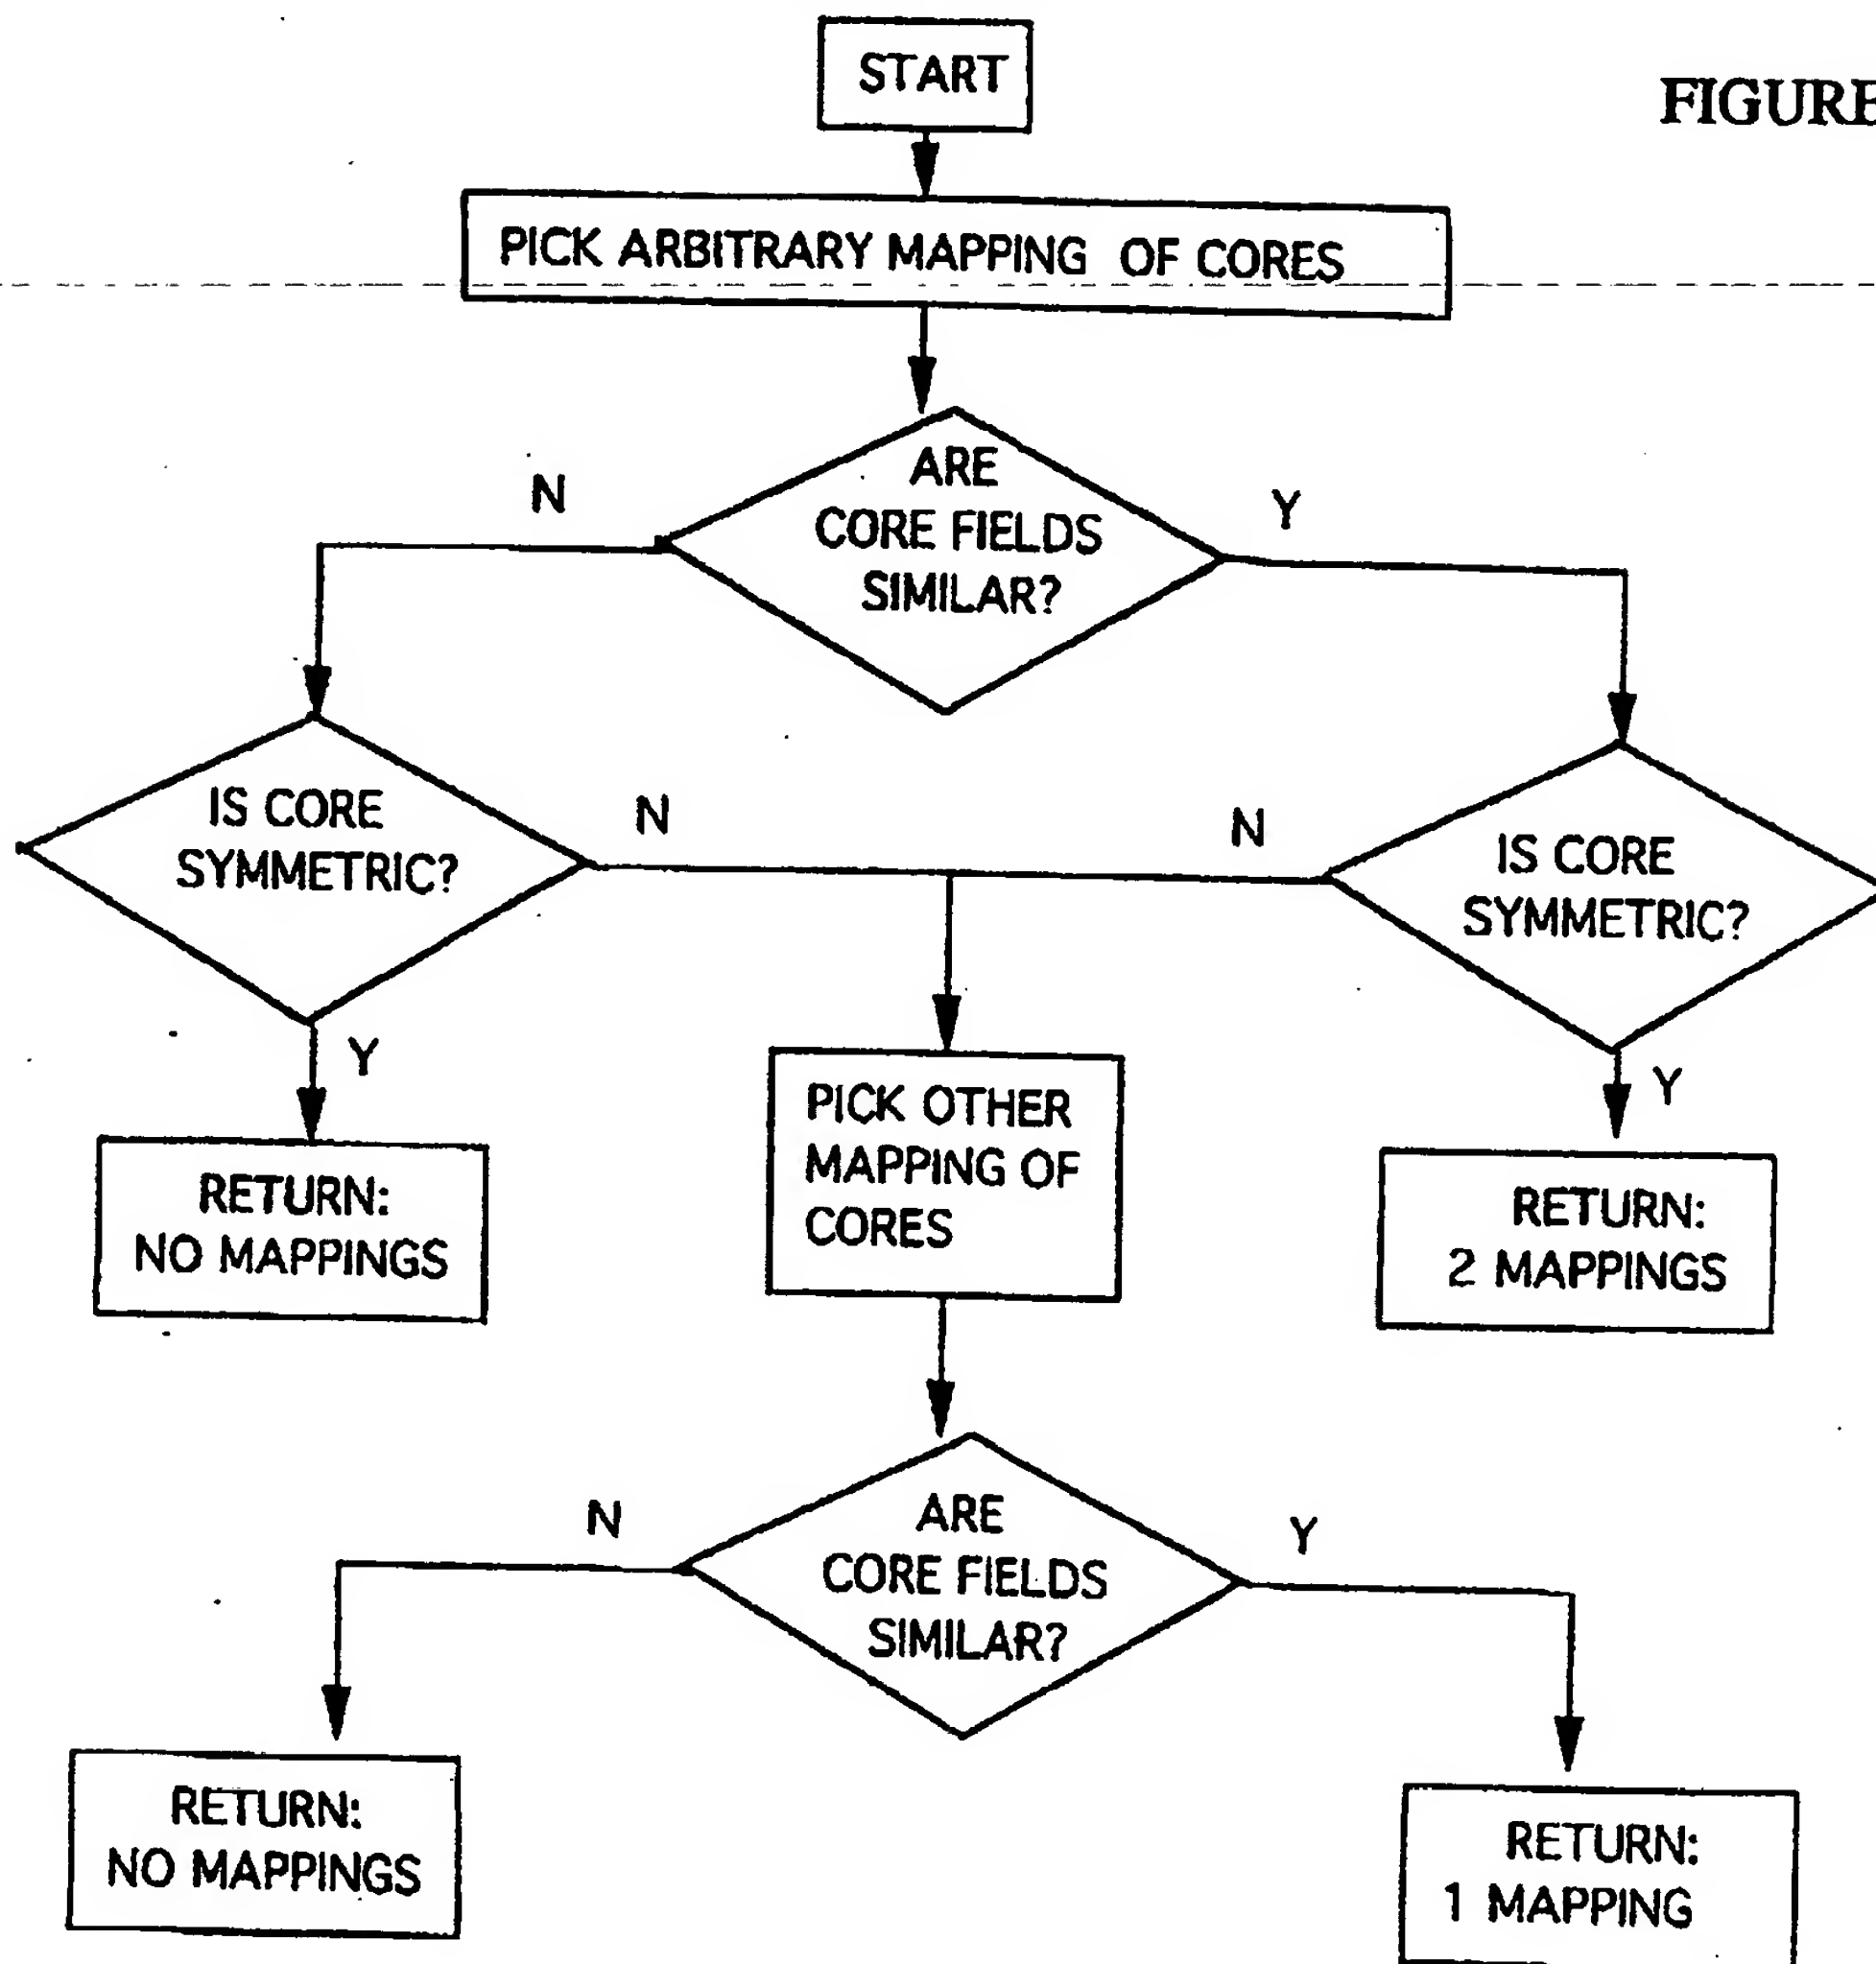 START
FIGURE
PICK ARBITRARY MAPPING OF CORES
ARE
CORE FIELDS
SIMILAR?
N
Y
IS CORE
SYMMETRIC?
N
N
IS CORE
SYMMETRIC?
Y
Y
PICK OTHER
MAPPING OF
CORES
RETURN:
NO MAPPINGS
RETURN:
2 MAPPINGS
ARE
CORE FIELDS
SIMILAR?
N
Y
RETURN:
NO MAPPINGS
RETURN:
1 MAPPING